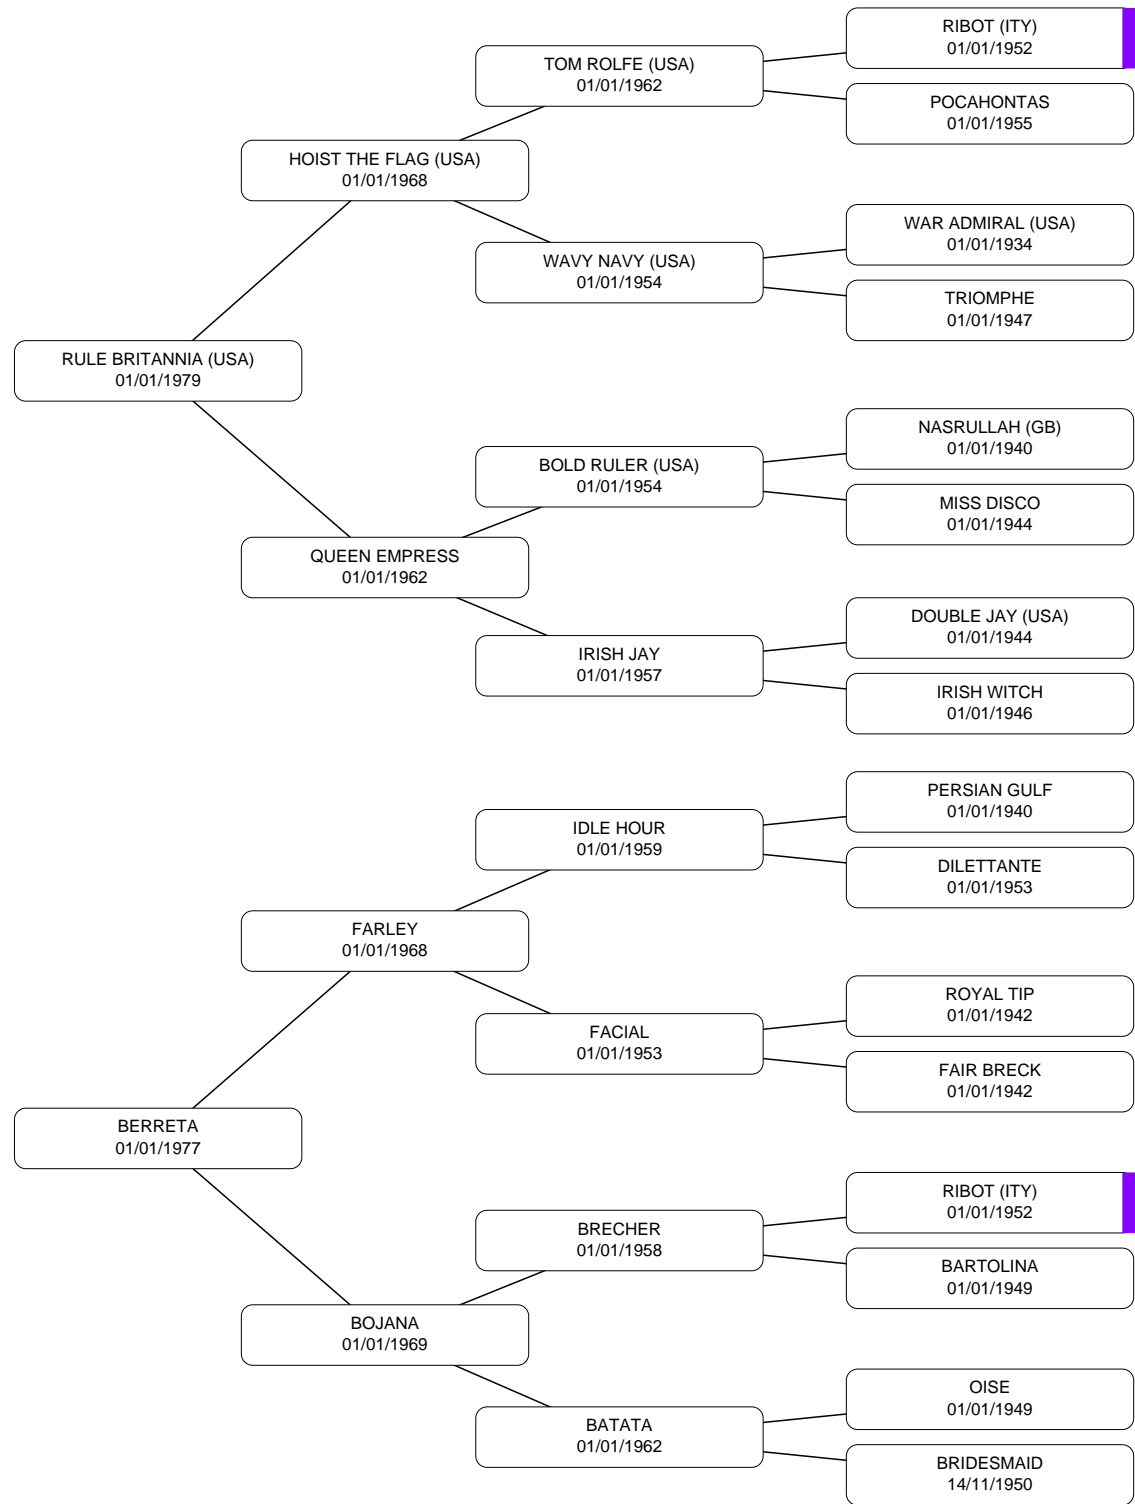 RIBOT (ITY)
01/01/1952
TOM ROLFE (USA)
01/01/1962
POCAHONTAS
01/01/1955
HOIST THE FLAG (USA)
01/01/1968
WAR ADMIRAL (USA)
01/01/1934
WAVY NAVY (USA)
01/01/1954
TRIOMPHE
01/01/1947
RULE BRITANNIA (USA)
01/01/1979
NASRULLAH (GB)
01/01/1940
BOLD RULER (USA)
01/01/1954
MISS DISCO
01/01/1944
QUEEN EMPRESS
01/01/1962
DOUBLE JAY (USA)
01/01/1944
IRISH JAY
01/01/1957
IRISH WITCH
01/01/1946
PERSIAN GULF
01/01/1940
IDLE HOUR
01/01/1959
DILETTANTE
01/01/1953
FARLEY
01/01/1968
ROYAL TIP
01/01/1942
FACIAL
01/01/1953
FAIR BRECK
01/01/1942
BERRETA
01/01/1977
RIBOT (ITY)
01/01/1952
BRECHER
01/01/1958
BARTOLINA
01/01/1949
BOJANA
01/01/1969
OISE
01/01/1949
BATATA
01/01/1962
BRIDESMAID
14/11/1950